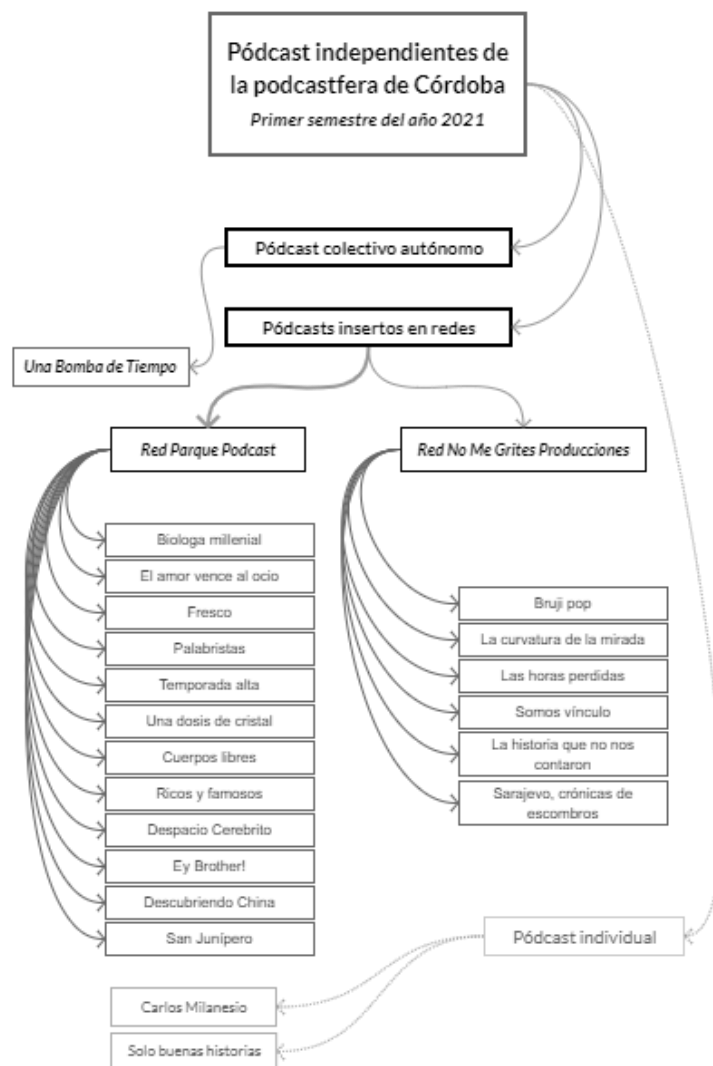 Pódcast independientes de
la podcastfera de Córdoba
Primer semestre del año 2021
Pódcast colectivo autónomo
Pódcasts insertos en redes
Una Bomba de Tiempo
Red Parque Podcast
Red No Me Grites Producciones
Biologa millenial
El amor vence al ocio
Fresco
Palabristas
Temporada alta
Una dosis de cristal
Cuerpos libres
Ricos y famosos
Despacio Cerebrito
Ey Brother!
Descubriendo China
San Junípero
Bruji pop
La curvatura de la mirada
Las horas perdidas
Somos vínculo
La historia que no nos
contaron
Sarajevo, crónicas de
escombros
Pódcast individual
Carlos Milanesio
Solo buenas historias